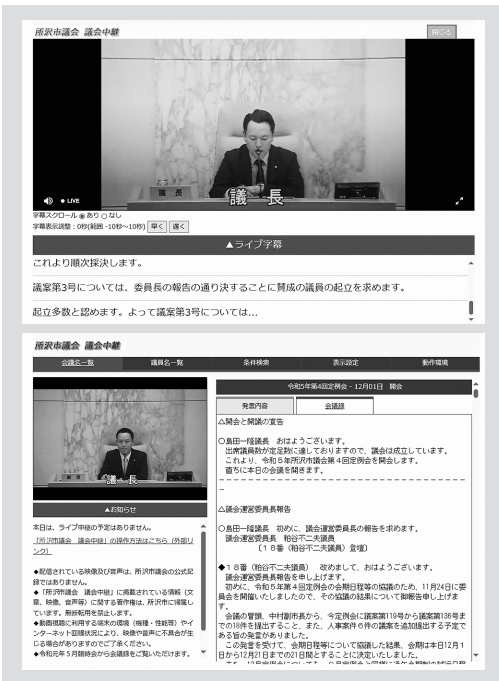 所沢市議会 議会中継
閉じる
議 長
議 長
LIVE
字幕スクロール あり なし
字幕表示調整：0秒(範囲 -10秒～10秒) 早く 遅く
▲ライブ字幕
これより順次採決します。
議案第3号については、委員長の報告の通り決することに賛成の議員の起立を求めます。
起立多数と認めます。よって議案第3号については...
所沢市議会 議会中継
会議名一覧 議員名一覧 条件検索 表示設定 動作環境
議 長
▲お知らせ
本日は、ライブ中継の予定はありません。
「所沢市議会 議会中継」の操作方法はこちら（外部リ
ンク）
◆配信されている映像及び音声は、所沢市議会の公式記
録ではありません。
◆「所沢市議会 議会中継」に掲載されている情報（文
章、映像、音声等）に関する著作権は、所沢市に帰属し
ています。無断転用を禁止します。
◆動画視聴に利用する端末の環境（機種・性能等）やイ
ンターネット回線状況により、映像や音声に不具合が生
じる場合がありますのでご了承ください。
◆令和元年５月臨時会から会議録をご覧いただけます。
令和5年第4回定例会 - 12月01日 開会
発言内容 会議録
△開会と開議の宣告
○島田一隆議長 おはようございます。
出席議員数が定足数に達しておりますので、議会は成立しています。
これより、令和５年所沢市議会第４回定例会を開会します。
直ちに本日の会議を開きます。
△議会運営委員長報告
○島田一隆議長 初めに、議会運営委員長の報告を求めます。
議会運営委員長 粕谷不二夫議員
〔１８番（粕谷不二夫議員）登壇〕
◆１８番（粕谷不二夫議員） 改めまして、おはようございます。
議会運営委員長報告を申し上げます。
初めに、令和５年第４回定例会の会期日程等の協議のため、11月24日に委
員会を開催いたしましたので、その協議の結果について御報告申し上げま
す。
会議の冒頭、中村副市長から、今定例会に議案第119号から議案第136号ま
での18件を提出すること、また、人事案件６件の議案を追加提出する予定で
ある旨の発言がありました。
この発言を受けて、会期日程等について協議した結果、会期は本日12月１
日から12月21日までの21日間とすることに決定いたしました。